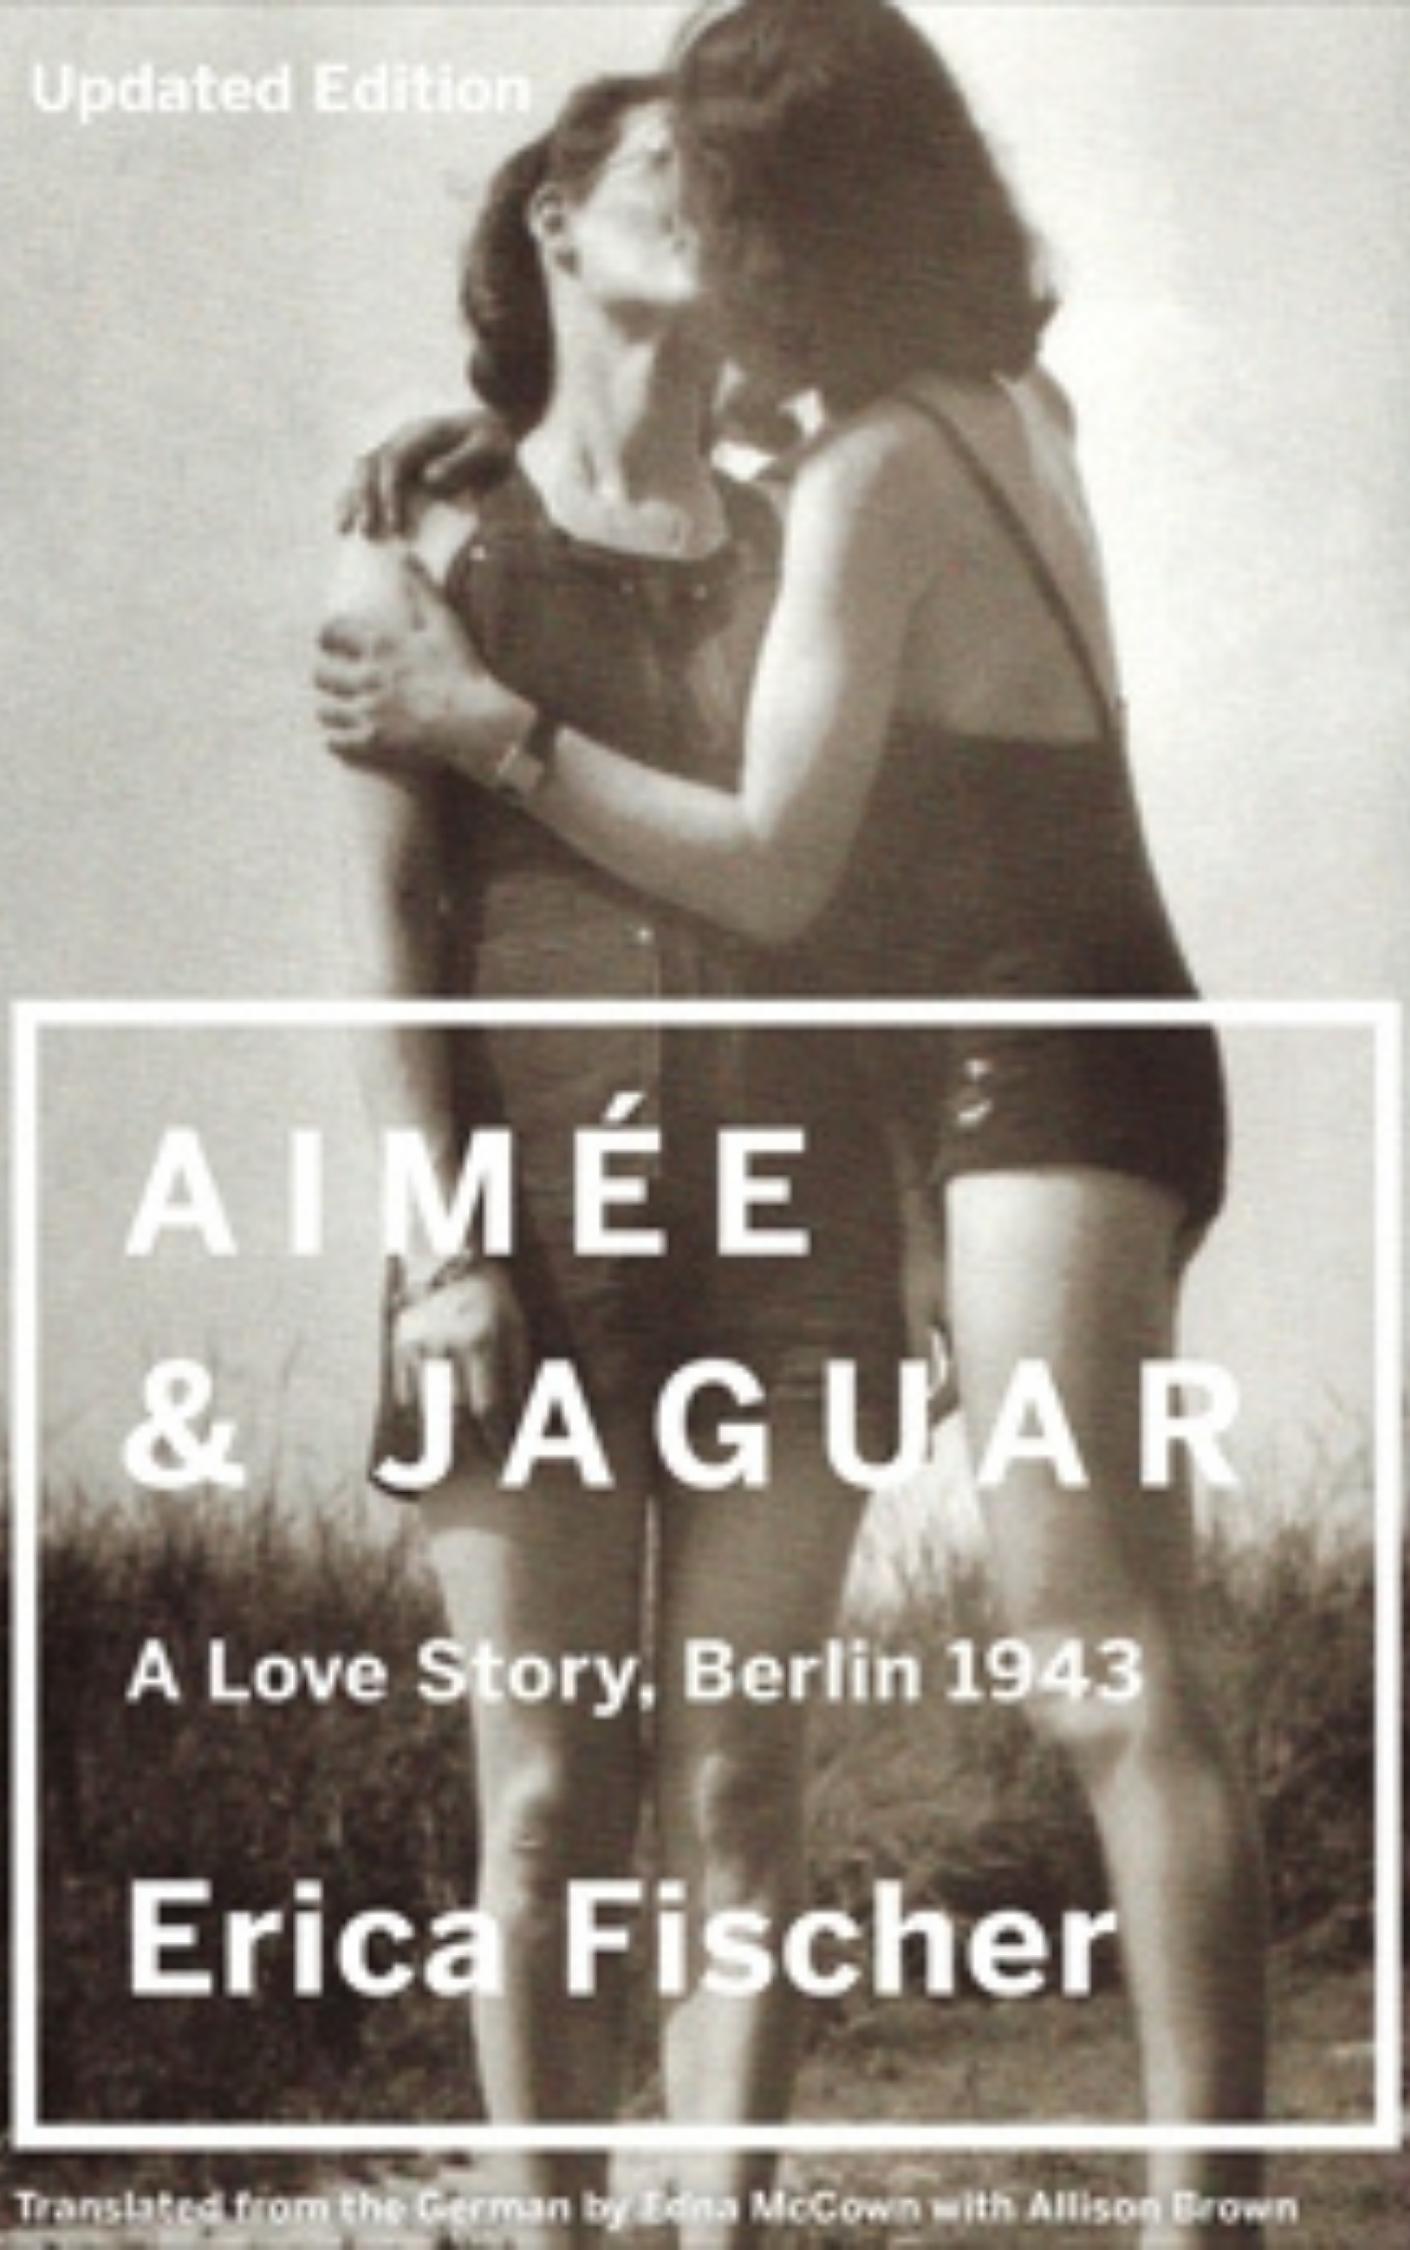 Updated Edition
AIMÉE
& JAGUAR
A Love Story, Berlin 1943
Erica Fischer
Translated from the German by Edna McCown with Allison Brown